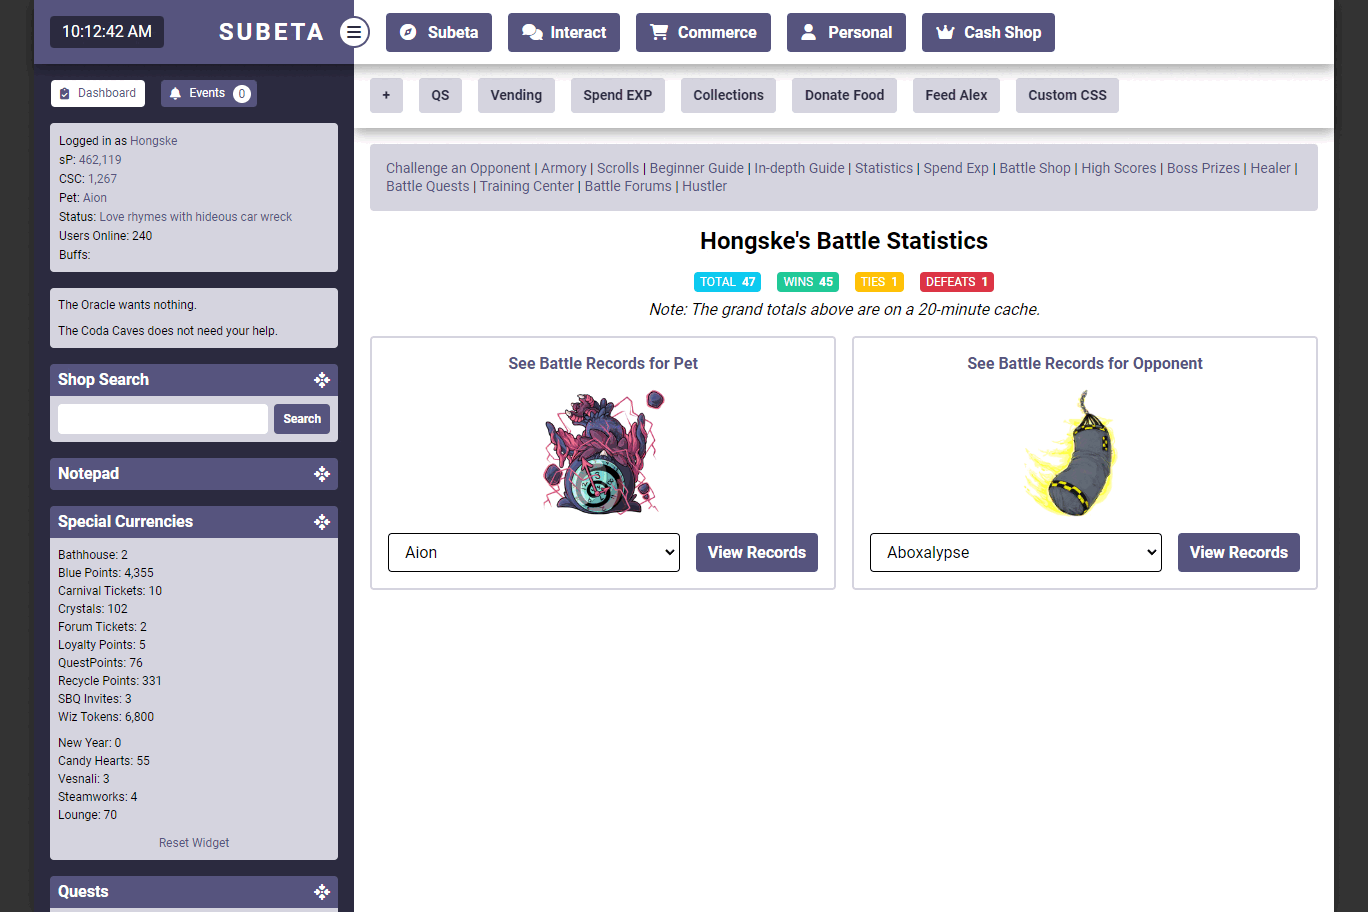 10:12:42 AM
SUBETA
Subeta
Interact
Commerce
Personal
Cash Shop
Dashboard
Events 0
+
QS
Vending
Spend EXP
Collections
Donate Food
Feed Alex
Custom CSS
Logged in as Hongske
sP: 462,119
CSC: 1,267
Pet: Aion
Status: Love rhymes with hideous car wreck
Users Online: 240
Buffs:
The Oracle wants nothing.
The Coda Caves does not need your help.
Shop Search
Search
Notepad
Special Currencies
Bathhouse: 2
Blue Points: 4,355
Carnival Tickets: 10
Crystals: 102
Forum Tickets: 2
Loyalty Points: 5
QuestPoints: 76
Recycle Points: 331
SBQ Invites: 3
Wiz Tokens: 6,800
New Year: 0
Candy Hearts: 55
Vesnali: 3
Steamworks: 4
Lounge: 70
Reset Widget
Quests
Challenge an Opponent | Armory | Scrolls | Beginner Guide | In-depth Guide | Statistics | Spend Exp | Battle Shop | High Scores | Boss Prizes | Healer |
Battle Quests | Training Center | Battle Forums | Hustler
Hongske's Battle Statistics
TOTAL 47
WINS 45
TIES 1
DEFEATS 1
Note: The grand totals above are on a 20-minute cache.
See Battle Records for Pet
Aion
View Records
See Battle Records for Opponent
Aboxalypse
View Records